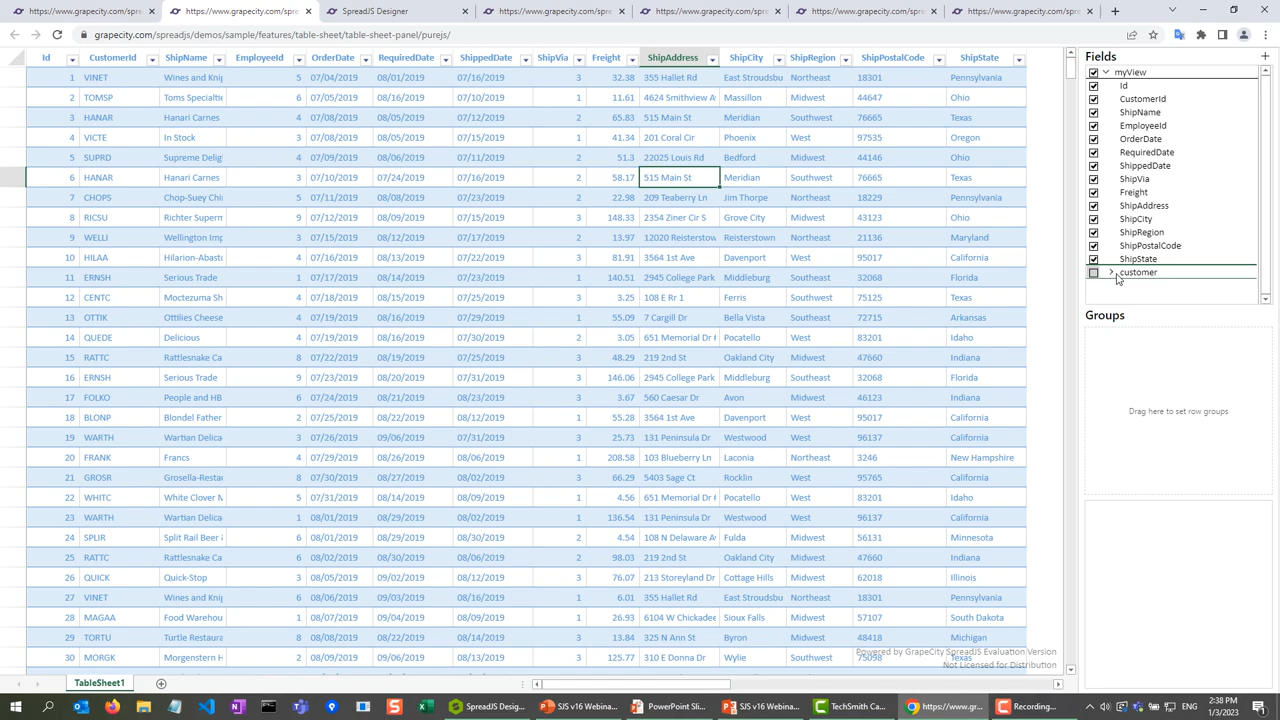 https://www.grapecity.com/spre
https://www.grapecity.com/spre
SpreadJS Designer
https://www.grapecity.com/spre
https://www.grapecity.com/spre
https://www.grapecity.com/spre
https://www.grapecity.com/spre
grapecity.com/spreadjs/demos/sample/features/table-sheet/table-sheet-panel/purejs/
Id CustomerId ShipName EmployeeId OrderDate RequiredDate ShippedDate ShipVia Freight ShipAddress ShipCity ShipRegion ShipPostalCode ShipState
1 VINET Wines and Knig 5 07/04/2019 08/01/2019 07/16/2019 3 32.38 355 Hallet Rd East Stroudsbu Northeast 18301 Pennsylvania
2 TOMSP Toms Specialtie 6 07/05/2019 08/16/2019 07/10/2019 1 11.61 4624 Smithview A Massillon Midwest 44647 Ohio
3 HANAR Hanari Carnes 4 07/08/2019 08/05/2019 07/12/2019 2 65.83 515 Main St Meridian Southwest 76665 Texas
4 VICTE In Stock 3 07/08/2019 08/05/2019 07/15/2019 1 41.34 201 Coral Cir Phoenix West 97535 Oregon
5 SUPRD Supreme Delig 4 07/09/2019 08/06/2019 07/11/2019 2 51.3 22025 Louis Rd Bedford Midwest 44146 Ohio
6 HANAR Hanari Carnes 3 07/10/2019 07/24/2019 07/16/2019 2 58.17 515 Main St Meridian Southwest 76665 Texas
7 CHOPS Chop-Suey Chin 5 07/11/2019 08/08/2019 07/23/2019 2 22.98 209 Teaberry Ln Jim Thorpe Northeast 18229 Pennsylvania
8 RICSU Richter Superm 9 07/12/2019 08/09/2019 07/15/2019 3 148.33 2354 Ziner Cir S Grove City Midwest 43123 Ohio
9 WELLI Wellington Imp 3 07/15/2019 08/12/2019 07/17/2019 2 13.97 12020 Reisterstow Reisterstown Northeast 21136 Maryland
10 HILAA Hilarion-Abasto 4 07/16/2019 08/13/2019 07/22/2019 3 81.91 3564 1st Ave Davenport West 95017 California
11 ERNSH Serious Trade 1 07/17/2019 08/14/2019 07/23/2019 1 140.51 2945 College Park Middleburg Southeast 32068 Florida
12 CENTC Moctezuma Sh 4 07/18/2019 08/15/2019 07/25/2019 3 3.25 108 E Rr 1 Ferris Southwest 75125 Texas
13 OTTIK Ottilies Cheese 4 07/19/2019 08/16/2019 07/29/2019 1 55.09 7 Cargill Dr Bella Vista Southeast 72715 Arkansas
14 QUEDE Delicious 4 07/19/2019 08/16/2019 07/30/2019 2 3.05 651 Memorial Dr Pocatello West 83201 Idaho
15 RATTC Rattlesnake Ca 8 07/22/2019 08/19/2019 07/25/2019 3 48.29 219 2nd St Oakland City Midwest 47660 Indiana
16 ERNSH Serious Trade 9 07/23/2019 08/20/2019 07/31/2019 3 146.06 2945 College Park Middleburg Southeast 32068 Florida
17 FOLKO People and HB 6 07/24/2019 08/21/2019 08/23/2019 3 3.67 560 Caesar Dr Avon Midwest 46123 Indiana
18 BLONP Blondel Father 2 07/25/2019 08/22/2019 08/12/2019 1 55.28 3564 1st Ave Davenport West 95017 California
19 WARTH Wartian Delica 3 07/26/2019 09/06/2019 07/31/2019 3 25.73 131 Peninsula Dr Westwood West 96137 California
20 FRANK Francs 4 07/29/2019 08/26/2019 08/06/2019 1 208.58 103 Blueberry Ln Laconia Northeast 3246 New Hampshire
21 GROSR Grosella-Restau 8 07/30/2019 08/27/2019 08/02/2019 3 66.29 5403 Sage Ct Rocklin West 95765 California
22 WHITC White Clover M 5 07/31/2019 08/14/2019 08/09/2019 1 4.56 651 Memorial Dr Pocatello West 83201 Idaho
23 WARTH Wartian Delica 1 08/01/2019 08/29/2019 08/02/2019 1 136.54 131 Peninsula Dr Westwood West 96137 California
24 SPLIR Split Rail Beer 6 08/01/2019 08/29/2019 08/30/2019 2 4.54 108 N Delaware Av Fulda Midwest 56131 Minnesota
25 RATTC Rattlesnake Ca 6 08/02/2019 08/30/2019 08/06/2019 2 98.03 219 2nd St Oakland City Midwest 47660 Indiana
26 QUICK Quick-Stop 3 08/05/2019 09/02/2019 08/12/2019 3 76.07 213 Storeyland Dr Cottage Hills Midwest 62018 Illinois
27 VINET Wines and Knig 6 08/06/2019 09/03/2019 08/16/2019 1 6.01 355 Hallet Rd East Stroudsbu Northeast 18301 Pennsylvania
28 MAGAA Food Warehou 1 08/07/2019 09/04/2019 08/09/2019 1 26.93 6104 W Chickadee Sioux Falls Midwest 57107 South Dakota
29 TORTU Turtle Restaura 8 08/08/2019 08/22/2019 08/14/2019 3 13.84 325 N Ann St Byron Midwest 48418 Michigan
30 MORGK Morgenstern H 2 08/09/2019 09/06/2019 08/13/2019 3 125.77 310 E Donna Dr Wylie Southwest 75098 Texas
Powered by GrapeCity SpreadJS Evaluation Version
Not Licensed for Distribution
TableSheet1
Fields
myView
Id
CustomerId
ShipName
EmployeeId
OrderDate
RequiredDate
ShippedDate
ShipVia
Freight
ShipAddress
ShipCity
ShipRegion
ShipPostalCode
ShipState
customer
Groups
Drag here to set row groups
SpreadJS Design...
SJS v16 Webina...
PowerPoint Slid...
SJS v16 Webina...
TechSmith Cam...
https://www.gra...
Recording...
2:38 PM
1/3/2023